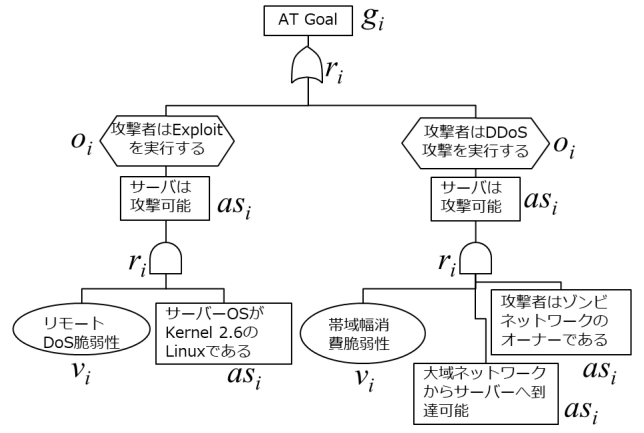 AT Goal
g_i
r_i
攻撃者はExploit
を実行する
o_i
攻撃者はDDoS
攻撃を実行する
o_i
サーバは
攻撃可能
as_i
サーバは
攻撃可能
as_i
r_i
r_i
リモート
DoS脆弱性
v_i
サーバーOSが
Kernel 2.6の
Linuxである
as_i
帯域幅消
費脆弱性
v_i
攻撃者はゾンビ
ネットワークの
オーナーである
as_i
大域ネットワーク
からサーバーへ到
達可能
as_i